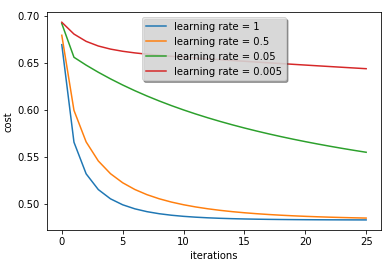 learning rate = 1
learning rate = 0.5
learning rate = 0.05
learning rate = 0.005
0.70
0.65
0.60
0.55
0.50
cost
0 5 10 15 20 25
iterations